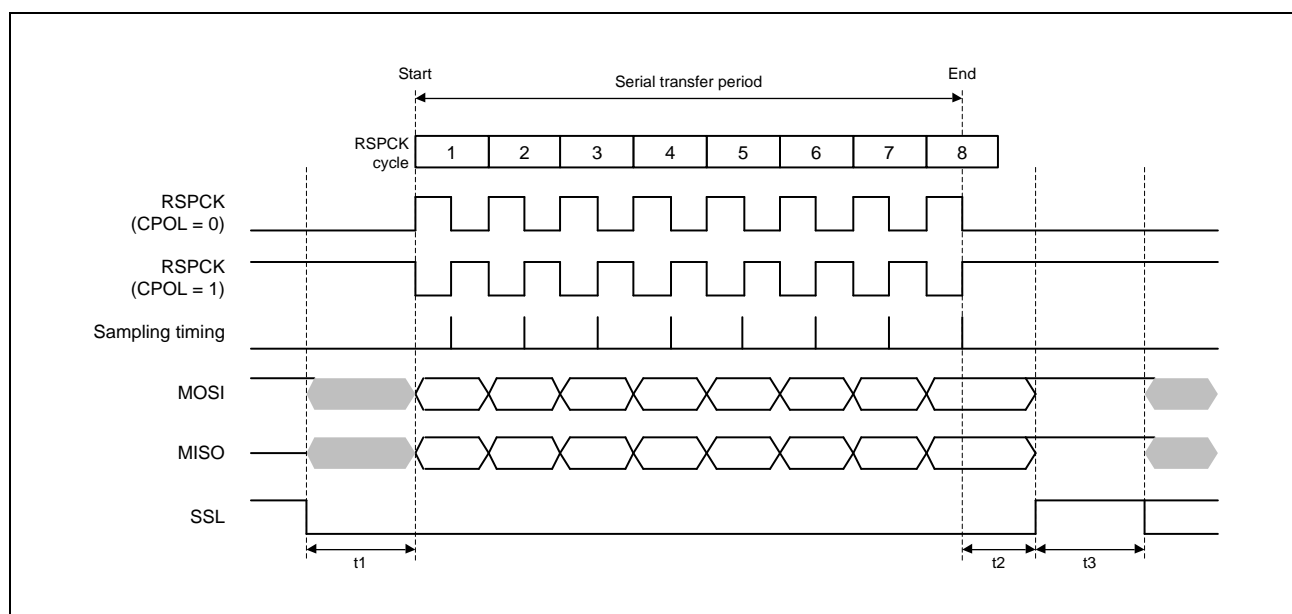 Start
End
Serial transfer period
RSPCK
cycle
1 2 3 4 5 6 7 8
RSPCK
(CPOL = 0)
RSPCK
(CPOL = 1)
Sampling timing
MOSI
MISO
SSL
t1
t2
t3